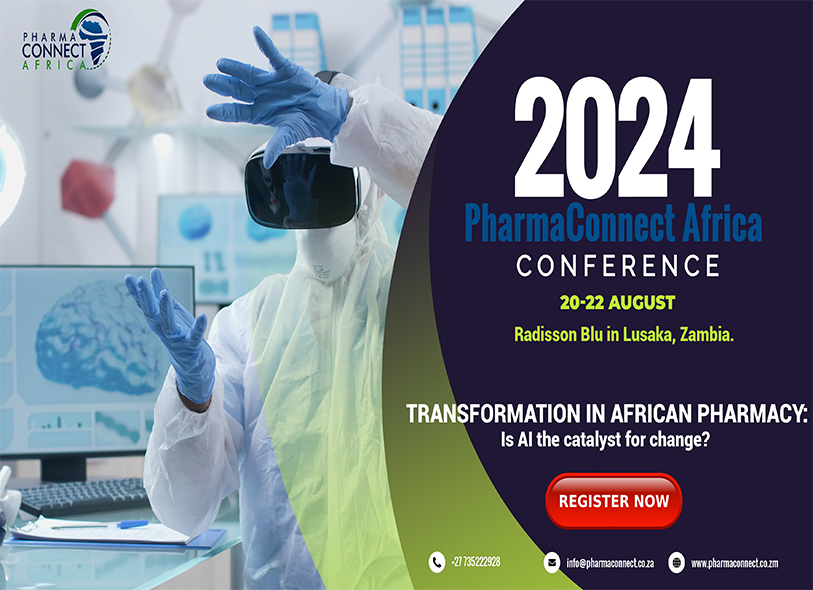 PHARMA
CONNECT
AFRICA
2024
PharmaConnect Africa
CONFERENCE
20-22 AUGUST
Radisson Blu in Lusaka, Zambia.
TRANSFORMATION IN AFRICAN PHARMACY:
Is AI the catalyst for change?
REGISTER NOW
+27 735222928
info@pharmaconnect.co.za
www.pharmaconnect.co.zm